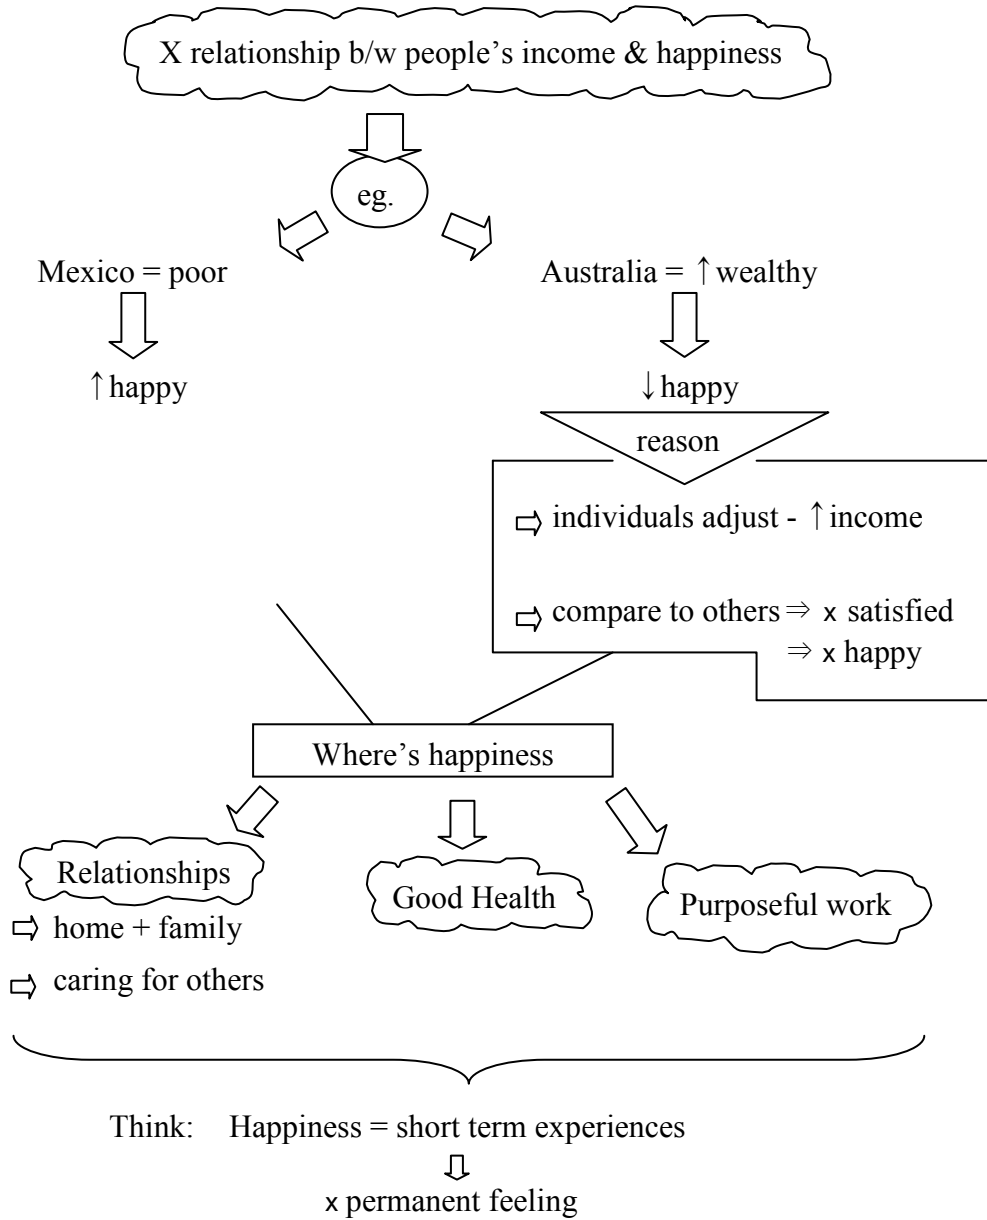 X relationship b/w people's income & happiness
eg.
Mexico = poor
Australia = ↑wealthy
↑happy
↓happy
reason
individuals adjust - ↑income
compare to others ⇒ x satisfied
⇒ x happy
Where's happiness
Relationships
Good Health
Purposeful work
home + family
caring for others
Think: Happiness = short term experiences
x permanent feeling